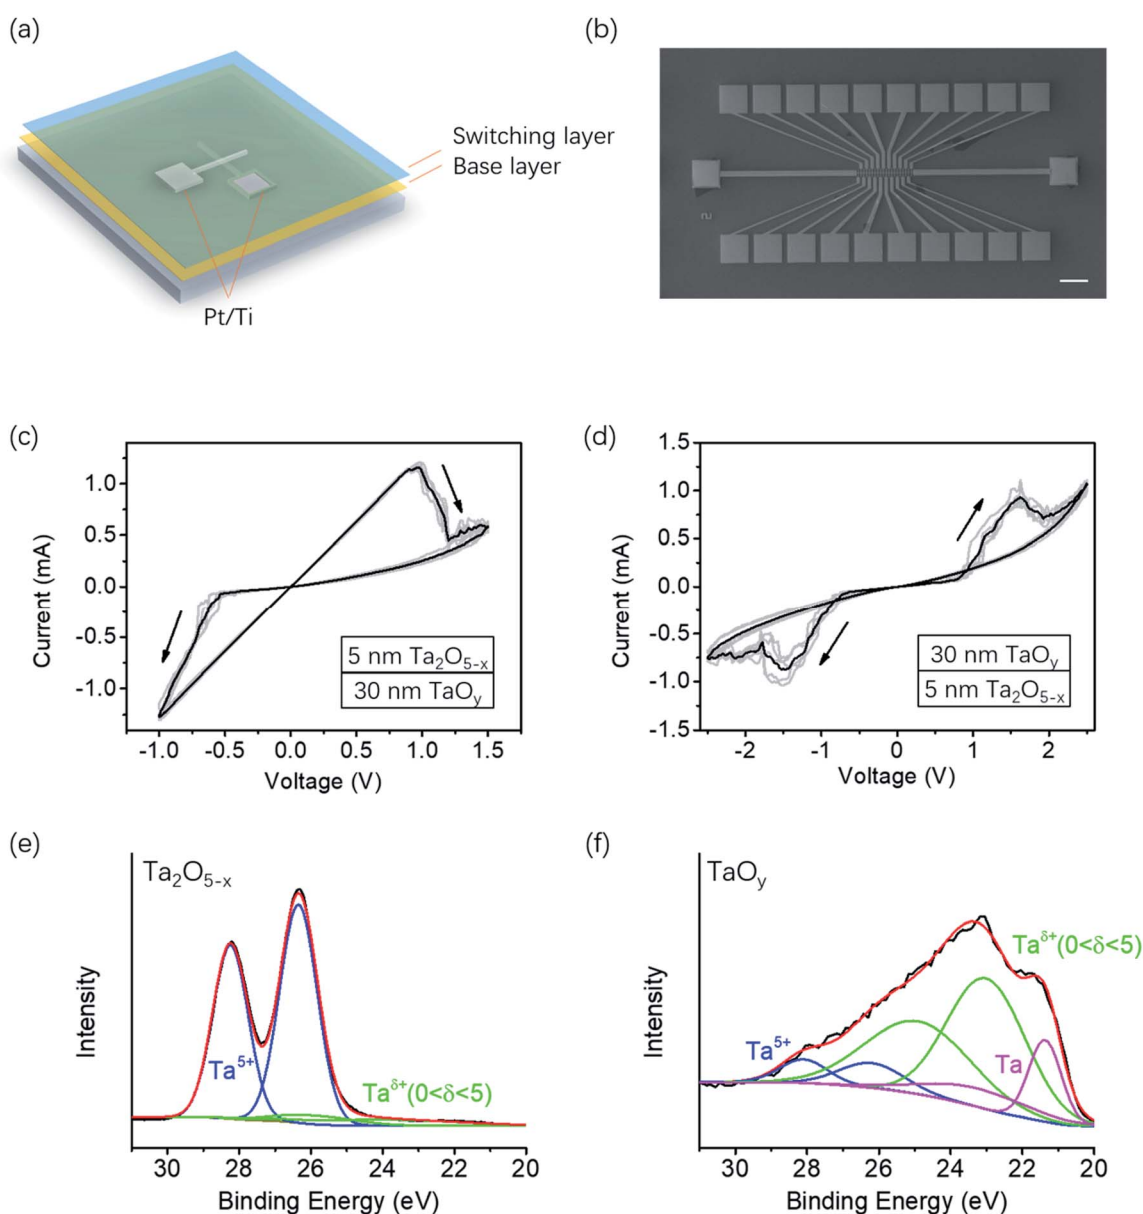 (a)
Switching layer
Base layer
Pt/Ti
(b)
(c)
Current (mA)
1.0
0.5
0.0
-0.5
-1.0
-1.0 -0.5 0.0 0.5 1.0 1.5
Voltage (V)
5 nm Ta₂O₅₋ₓ
30 nm TaOᵧ
(d)
Current (mA)
1.5
1.0
0.5
0.0
-0.5
-1.0
-1.5
-2 -1 0 1 2
Voltage (V)
30 nm TaOᵧ
5 nm Ta₂O₅₋ₓ
(e)
Ta₂O₅₋ₓ
Intensity
Ta⁵⁺
Taᵟ⁺(0<δ<5)
30 28 26 24 22 20
Binding Energy (eV)
(f)
TaOᵧ
Intensity
Taᵟ⁺(0<δ<5)
Ta⁵⁺
Ta
30 28 26 24 22 20
Binding Energy (eV)